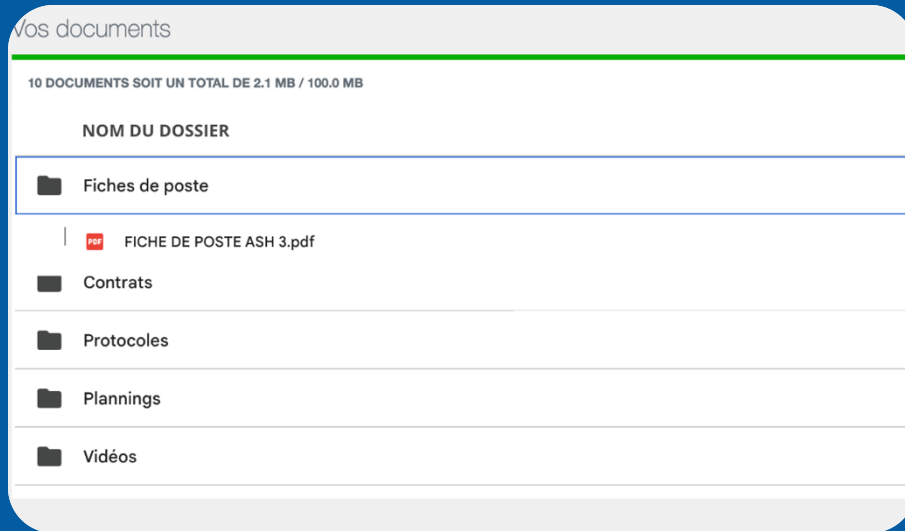 Vos documents
10 DOCUMENTS SOIT UN TOTAL DE 2.1 MB / 100.0 MB
NOM DU DOSSIER
Fiches de poste
PDF FICHE DE POSTE ASH 3.pdf
Contrats
Protocoles
Plannings
Vidéos